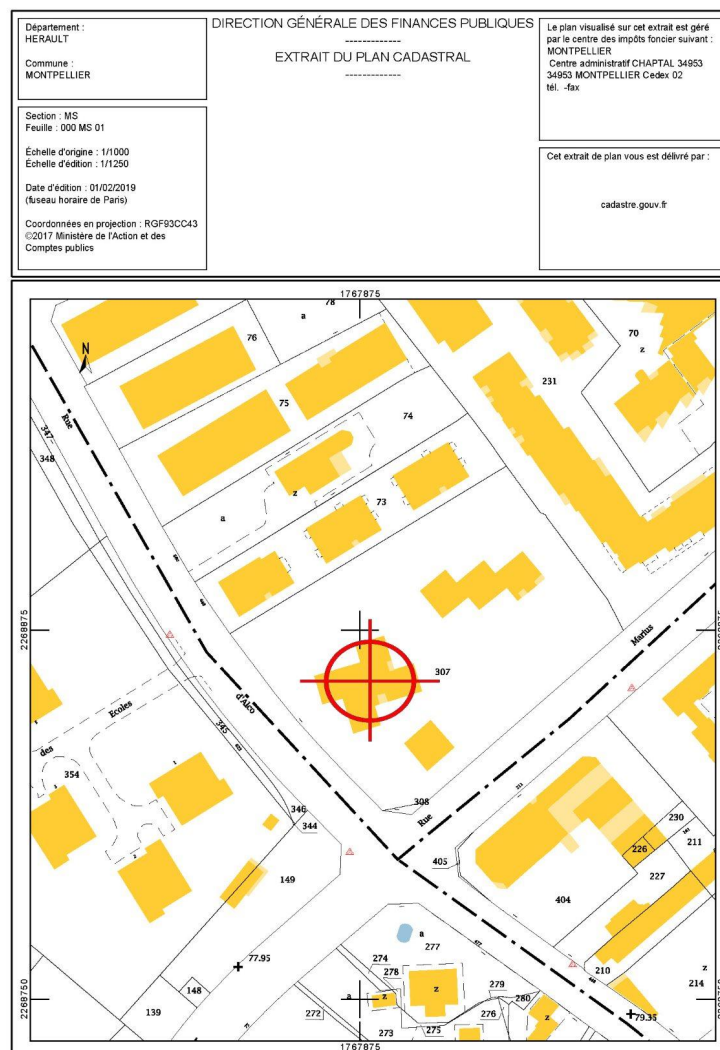 Département :
HERAULT
Commune :
MONTPELLIER
Section : MS
Feuille : 000 MS 01
Échelle d'origine : 1/1000
Échelle d'édition : 1/1250
Date d'édition : 01/02/2019
(fuseau horaire de Paris)
Coordonnées en projection : RGF93CC43
©2017 Ministère de l'Action et des
Comptes publics
DIRECTION GÉNÉRALE DES FINANCES PUBLIQUES
-------------
EXTRAIT DU PLAN CADASTRAL
-------------
Le plan visualisé sur cet extrait est géré
par le centre des impôts foncier suivant :
MONTPELLIER
Centre administratif CHAPTAL 34953
34953 MONTPELLIER Cedex 02
tél. -fax
Cet extrait de plan vous est délivré par :
cadastre.gouv.fr
1767875
78
a
76
70
z
N
75
231
74
Rue
347
348
z
a
73
2268875
2268875
Marius
307
d'Alco
Ecoles
des
345
354
346
344
308
Rue
405
149
230
226
211
227
404
a
277
77.95
274
278
z
210
z
214
148
139
272
a
z
279
280
276
275
273
z
79.35
2268750
2268750
1767875